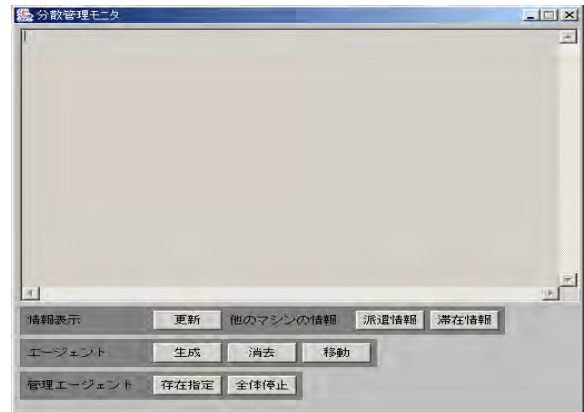 分散管理モニタ
情報表示 更新 他のマシンの情報 派遣情報 滞在情報
エージェント 生成 消去 移動
管理エージェント 存在指定 全体停止